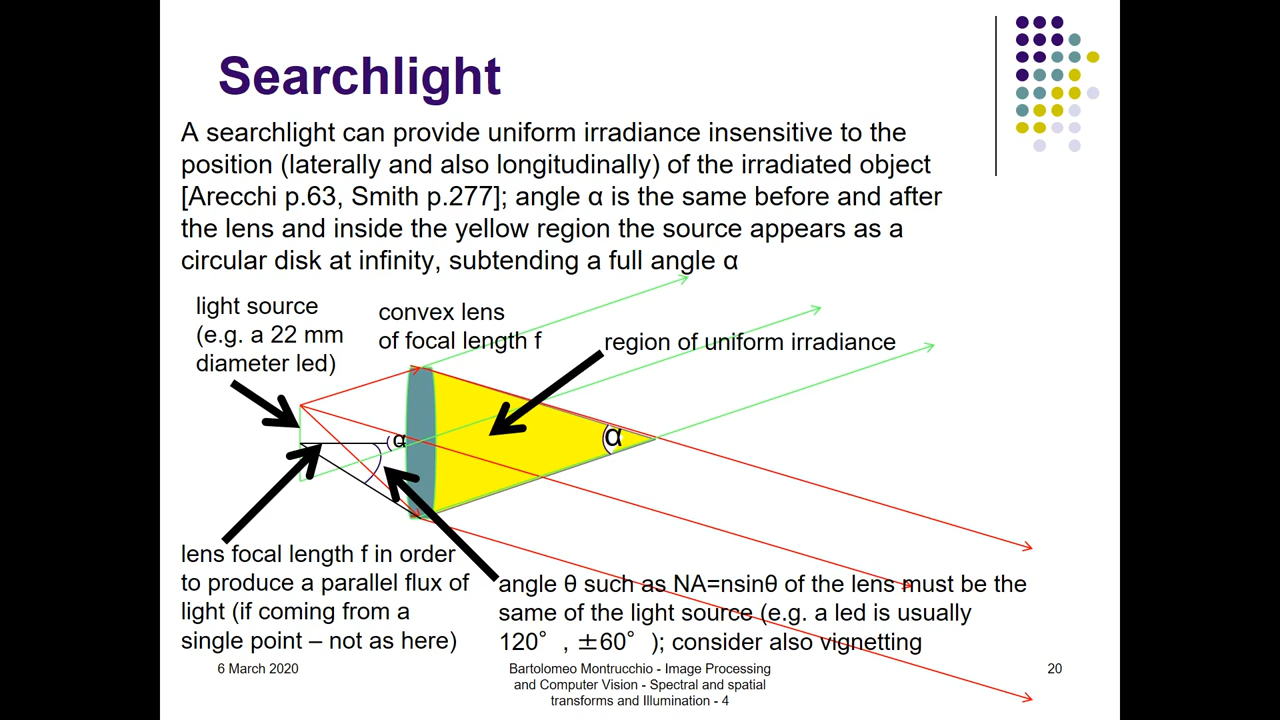 Searchlight
A searchlight can provide uniform irradiance insensitive to the
position (laterally and also longitudinally) of the irradiated object
[Arecchi p.63, Smith p.277]; angle α is the same before and after
the lens and inside the yellow region the source appears as a
circular disk at infinity, subtending a full angle α
light source
(e.g. a 22 mm
diameter led)
convex lens
of focal length f
region of uniform irradiance
α
α
lens focal length f in order
to produce a parallel flux of
light (if coming from a
single point – not as here)
angle θ such as NA=nsinθ of the lens must be the
same of the light source (e.g. a led is usually
120° , ±60° ); consider also vignetting
6 March 2020
Bartolomeo Montrucchio - Image Processing
and Computer Vision - Spectral and spatial
transforms and Illumination - 4
20